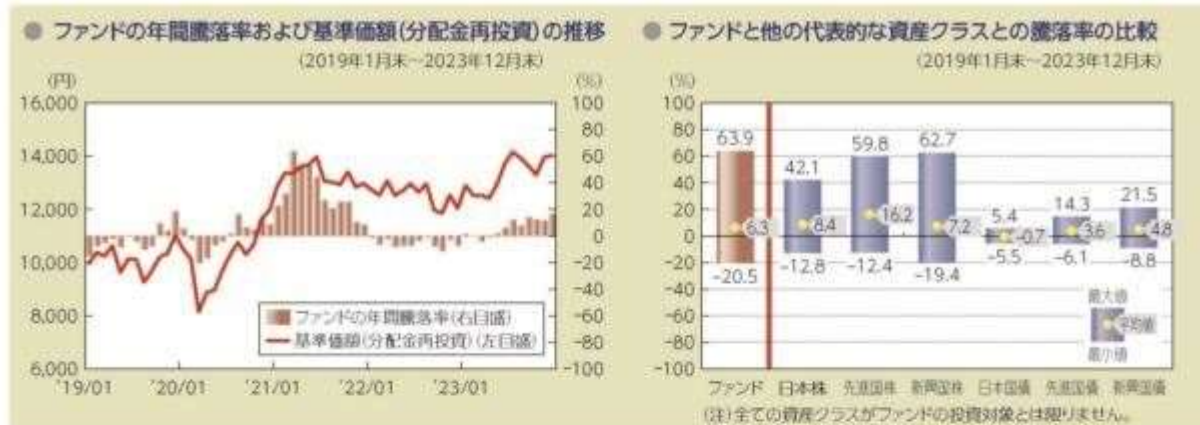 ● ファンドの年間騰落率および基準価額(分配金再投資)の推移
(2019年1月末~2023年12月末)
(円)
(%)
16,000
14,000
12,000
10,000
8,000
6,000
100
80
60
40
20
0
-20
-40
-60
-80
-100
ファンドの年間騰落率(右目盛)
基準価額(分配金再投資)(左目盛)
'19/01 '20/01 '21/01 '22/01 '23/01
● ファンドと他の代表的な資産クラスとの騰落率の比較
(2019年1月末~2023年12月末)
(%)
100
80
60
40
20
0
-20
-40
-60
-80
-100
63.9 42.1 59.8 62.7 5.4 14.3 21.5
6.3 8.4 16.2 7.2 -0.7 3.6 4.8
-20.5 -12.8 -12.4 -19.4 -5.5 -6.1 -8.8
最大値
平均値
最小値
ファンド 日本株 先進国株 新興国株 日本国債 先進国債 新興国債
(注)全ての資産クラスがファンドの投資対象とは限りません。